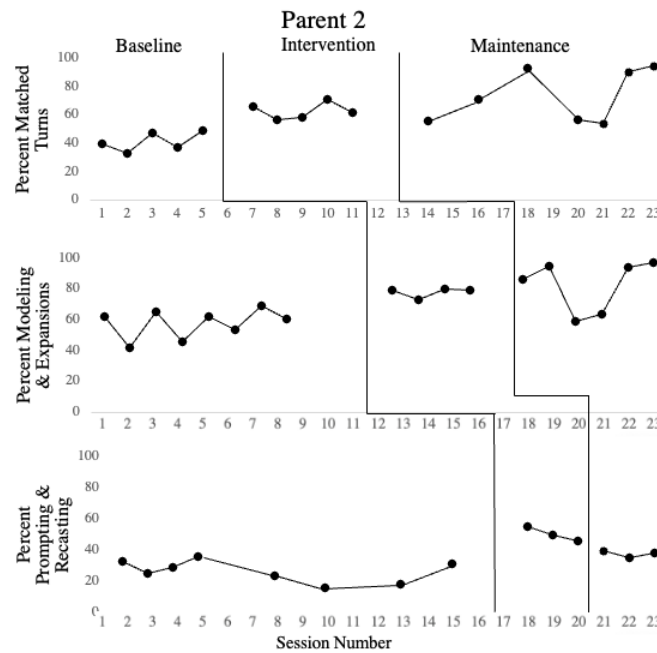 Parent 2
Baseline Intervention Maintenance
Percent Matched
Turns
100
80
60
40
20
0
1 2 3 4 5 6 7 8 9 10 11 12 13 14 15 16 17 18 19 20 21 22 23
Percent Modeling
& Expansions
100
80
60
40
20
0
1 2 3 4 5 6 7 8 9 10 11 12 13 14 15 16 17 18 19 20 21 22 23
Percent
Prompting &
Recasting
100
80
60
40
20
0
1 2 3 4 5 6 7 8 9 10 11 12 13 14 15 16 17 18 19 20 21 22 23
Session Number